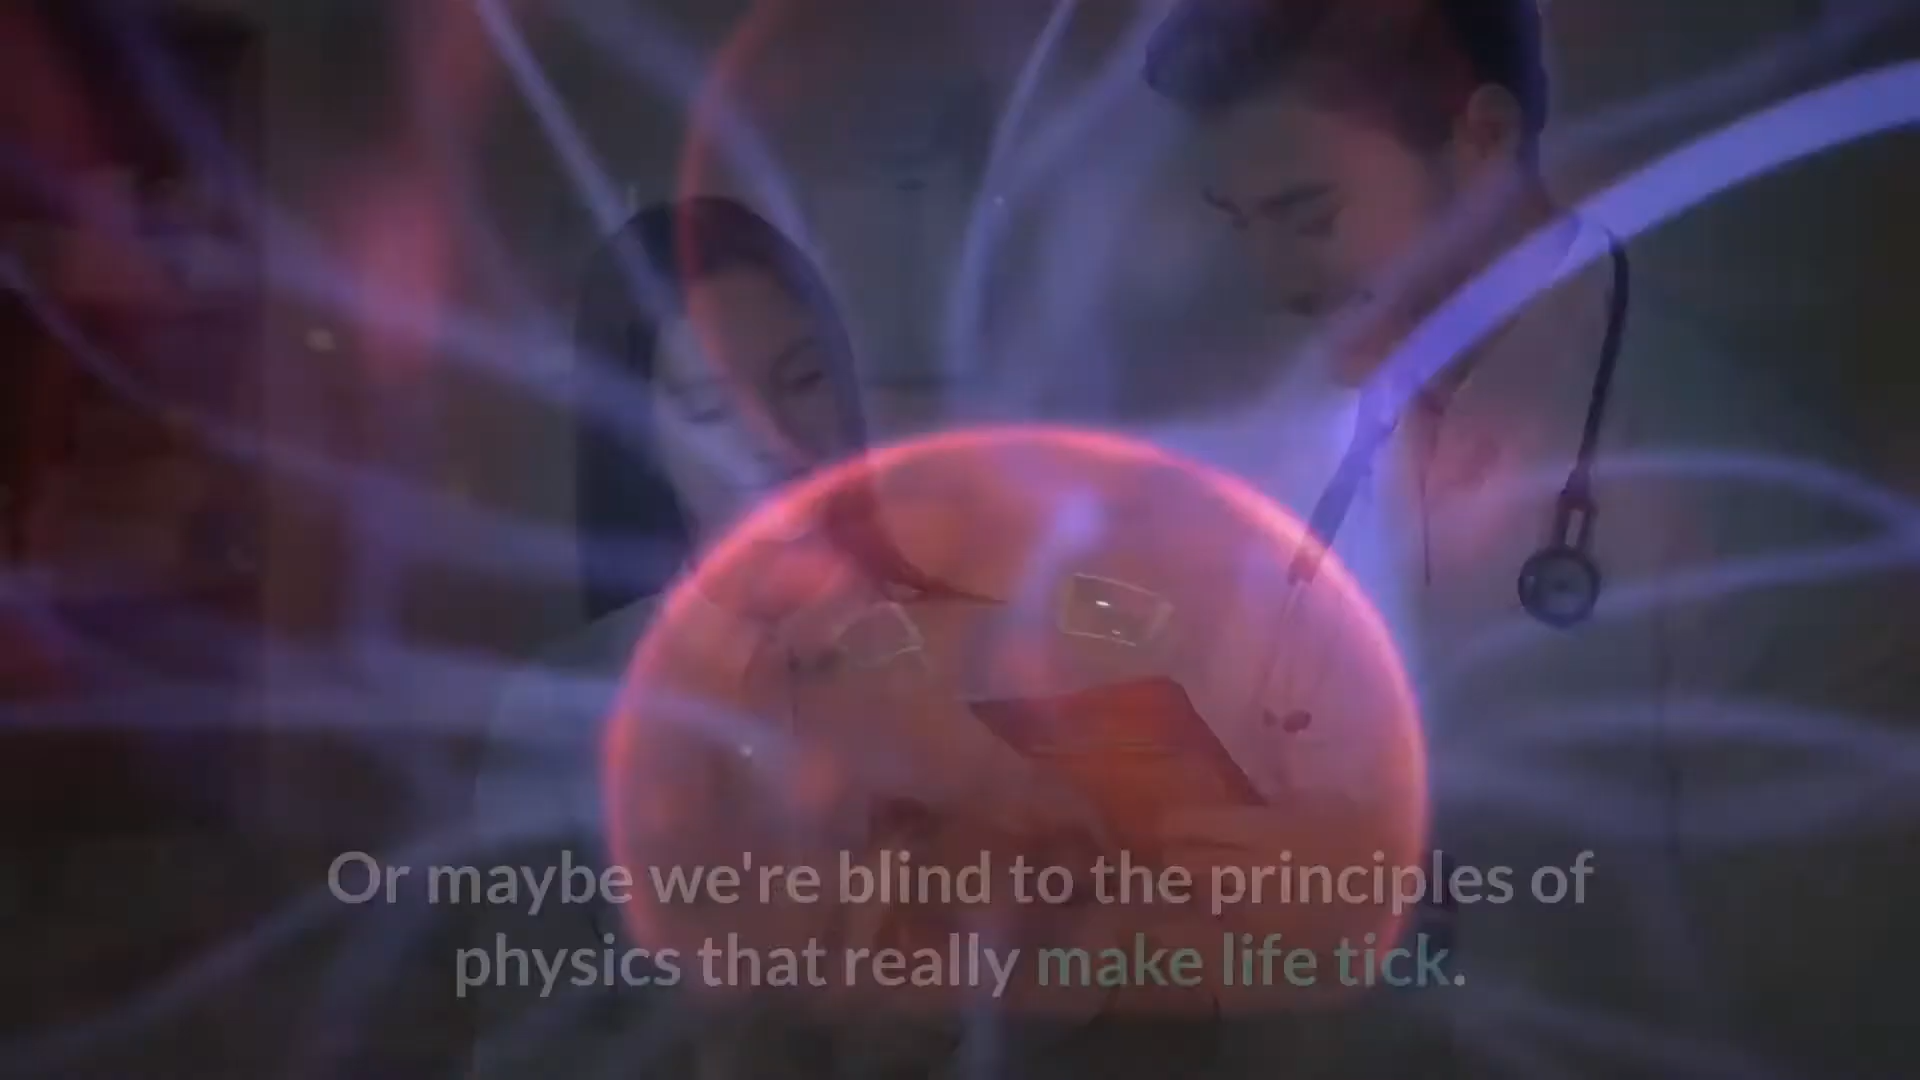 Or maybe we're blind to the principles of
physics that really make life tick.